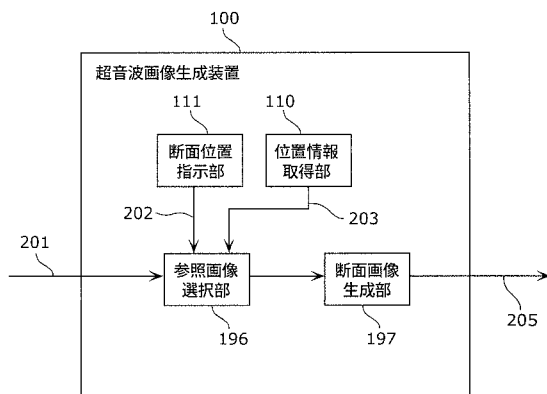 100
超音波画像生成装置
111
110
断面位置
指示部
位置情報
取得部
202
203
201
参照画像
選択部
断面画像
生成部
196
197
205